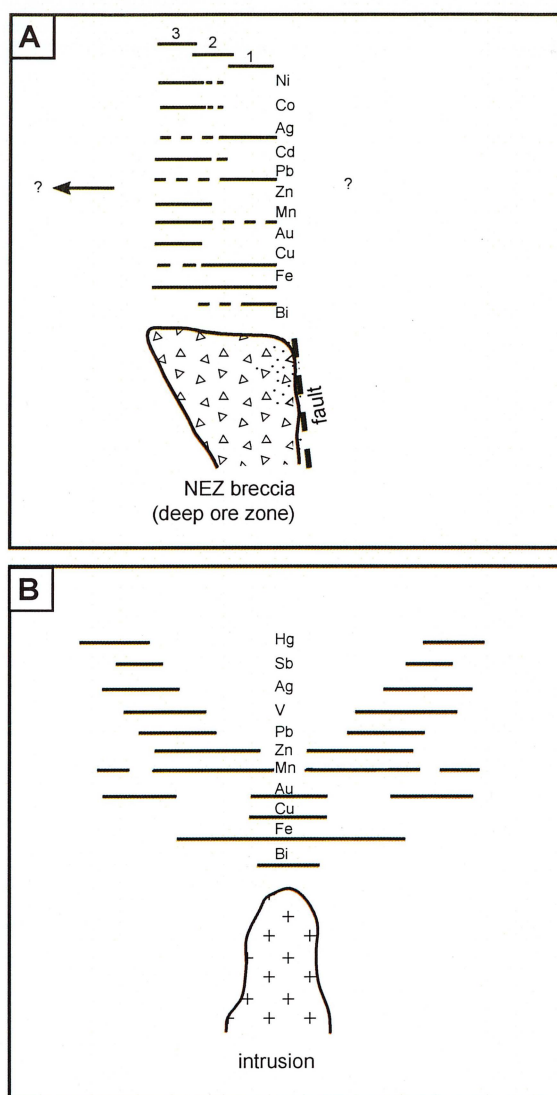 A
3
2
1
Ni
Co
Ag
Cd
Pb
? ?
Zn
Mn
Au
Cu
Fe
Bi
fault
NEZ breccia
(deep ore zone)
B
Hg
Sb
Ag
V
Pb
Zn
Mn
Au
Cu
Fe
Bi
intrusion